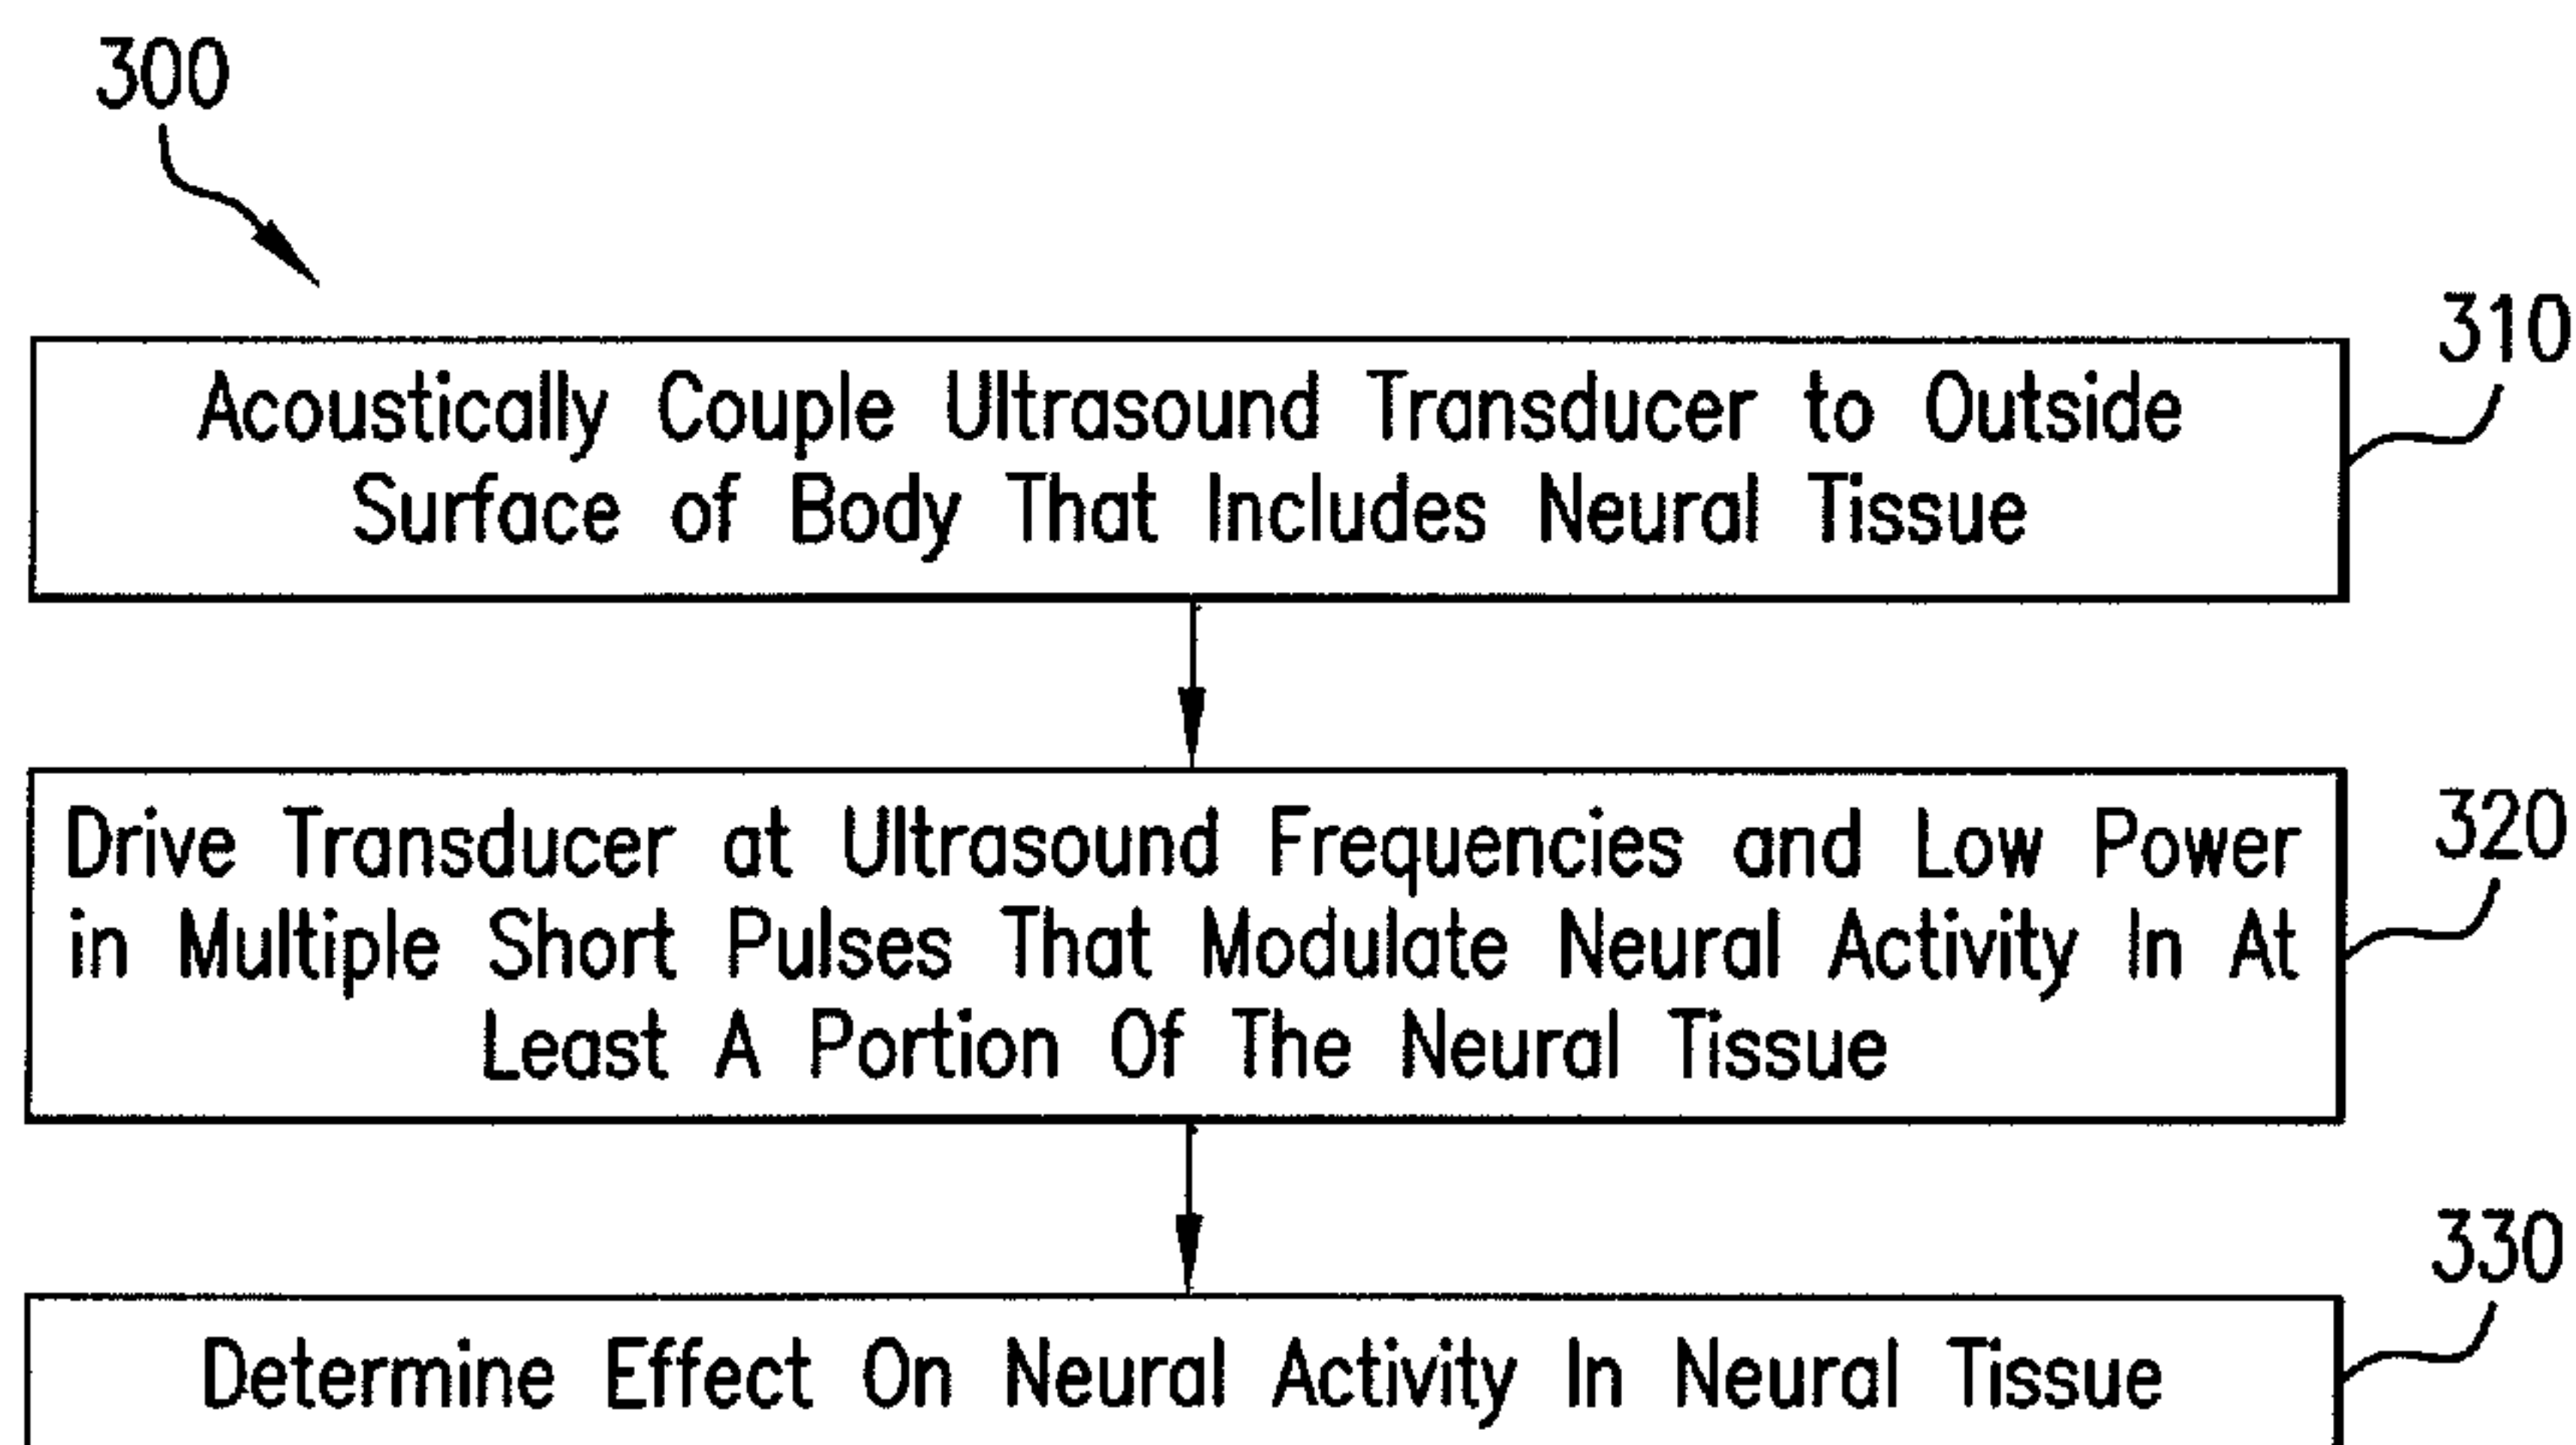 300
310
Acoustically Couple Ultrasound Transducer to Outside
Surface of Body That Includes Neural Tissue
320
Drive Transducer at Ultrasound Frequencies and Low Power
in Multiple Short Pulses That Modulate Neural Activity In At
Least A Portion Of The Neural Tissue
330
Determine Effect On Neural Activity In Neural Tissue